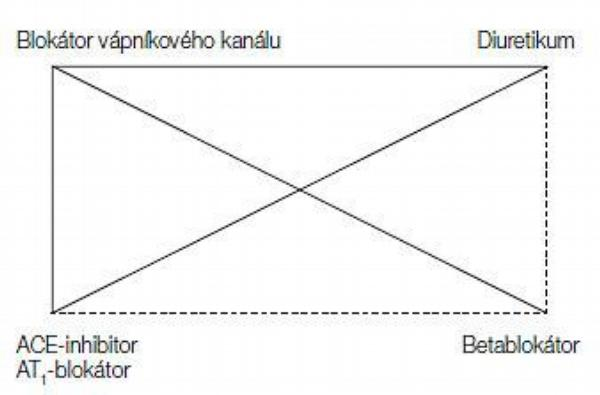 Blokátor vápníkového kanálu
Diuretikum
ACE-inhibitor
AT₁-blokátor
Betablokátor